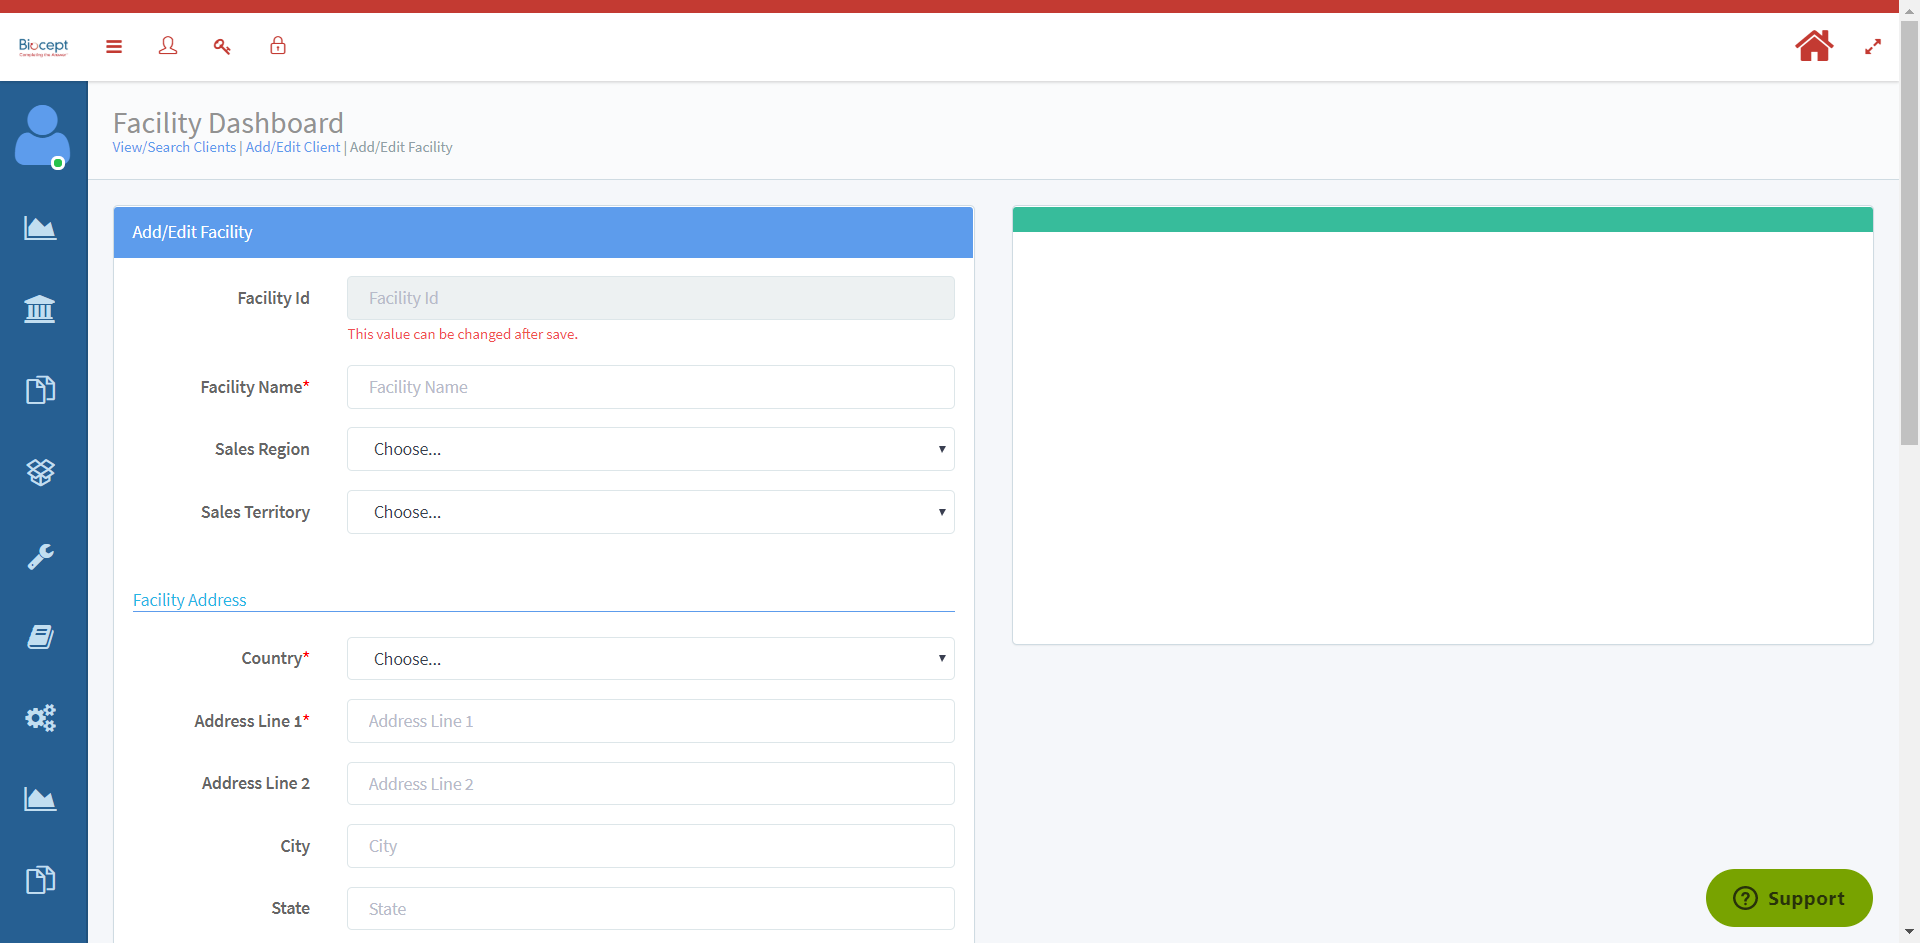 Biocept
Completing the Answer
Facility Dashboard
View/Search Clients | Add/Edit Client | Add/Edit Facility
Add/Edit Facility
Facility Id
Facility Id
This value can be changed after save.
Facility Name*
Facility Name
Sales Region
Choose...
Sales Territory
Choose...
Facility Address
Country*
Choose...
Address Line 1*
Address Line 1
Address Line 2
Address Line 2
City
City
State
State
Support